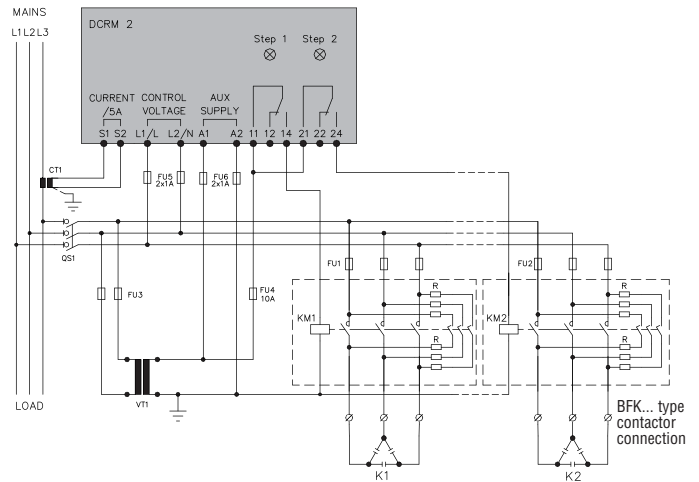 MAINS
L1 L2 L3
DCRM 2
Step 1 Step 2
CURRENT /5A
CONTROL VOLTAGE
AUX SUPPLY
S1 S2 L1/L L2/N A1 A2 11 12 14 21 22 24
CT1
FU5
2x1A
FU6
2x1A
QS1
FU1
FU2
FU3
FU4
10A
R
R
KM1
KM2
R
R
VT1
LOAD
BFK... type
contactor
connection
K1
K2